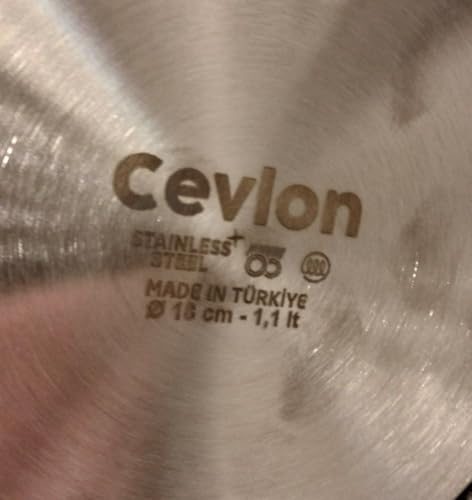 Cevlon
STAINLESS+
STEEL
MADE IN TÜRKİYE
Ø 16 cm - 1,1 lt